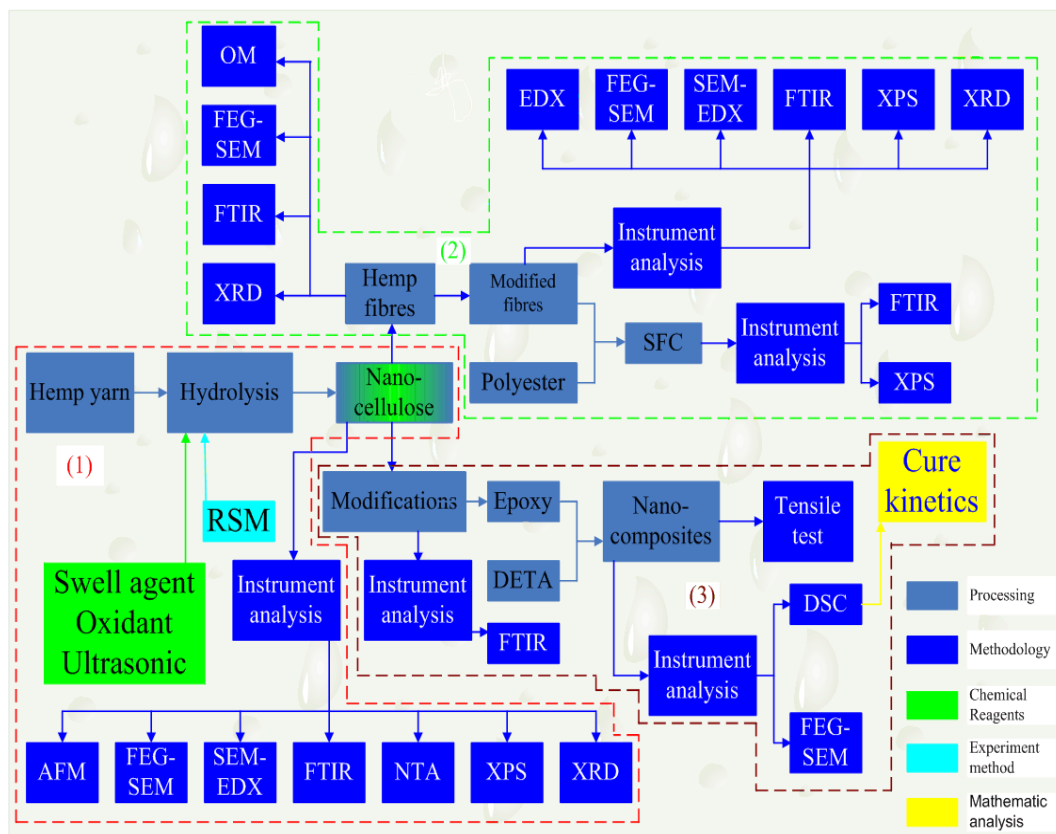 OM
FEG-
SEM
FTIR
XRD
EDX
FEG-
SEM
SEM-
EDX
FTIR
XPS
XRD
(2)
Instrument
analysis
Hemp
fibres
Modified
fibres
Polyester
SFC
Instrument
analysis
FTIR
XPS
Hemp yarn
Hydrolysis
Nano-
cellulose
(1)
RSM
Swell agent
Oxidant
Ultrasonic
Instrument
analysis
AFM
FEG-
SEM
SEM-
EDX
FTIR
NTA
XPS
XRD
Modifications
Epoxy
DETA
Instrument
analysis
FTIR
Nano-
composites
Tensile
test
(3)
Instrument
analysis
DSC
FEG-
SEM
Cure
kinetics
Processing
Methodology
Chemical
Reagents
Experiment
method
Mathematic
analysis